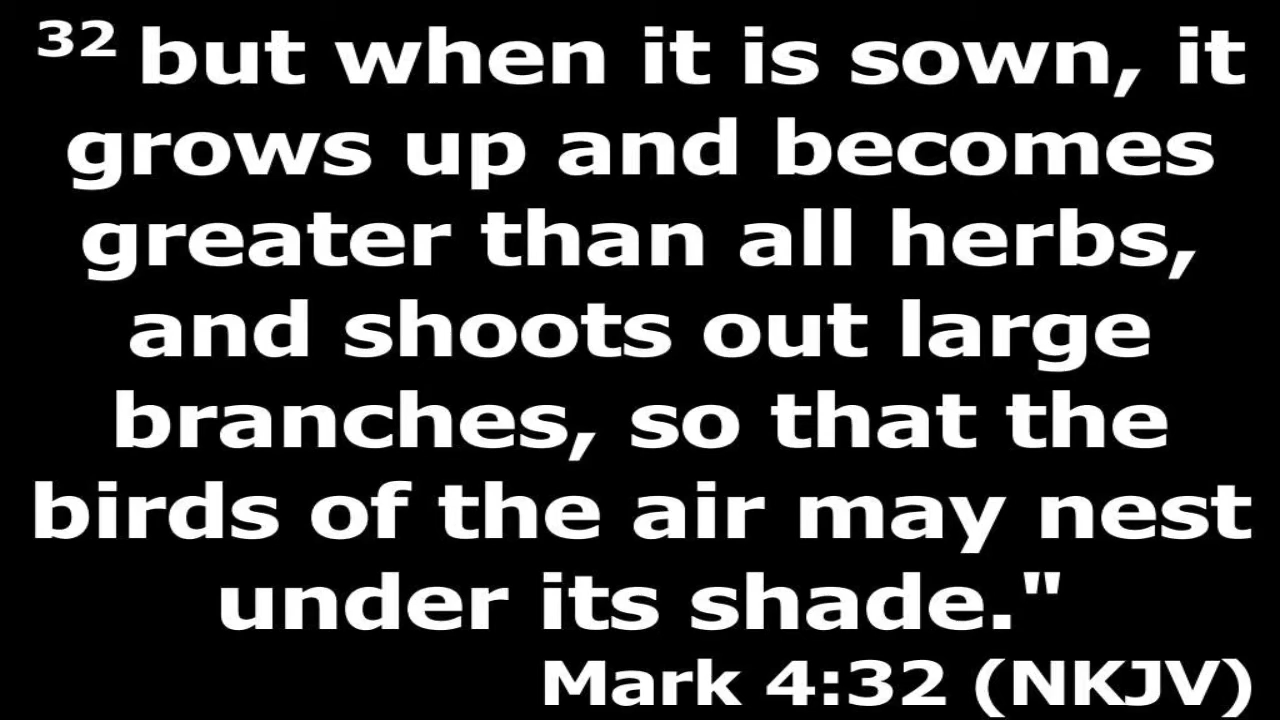 32 but when it is sown, it
grows up and becomes
greater than all herbs,
and shoots out large
branches, so that the
birds of the air may nest
under its shade."
Mark 4:32 (NKJV)